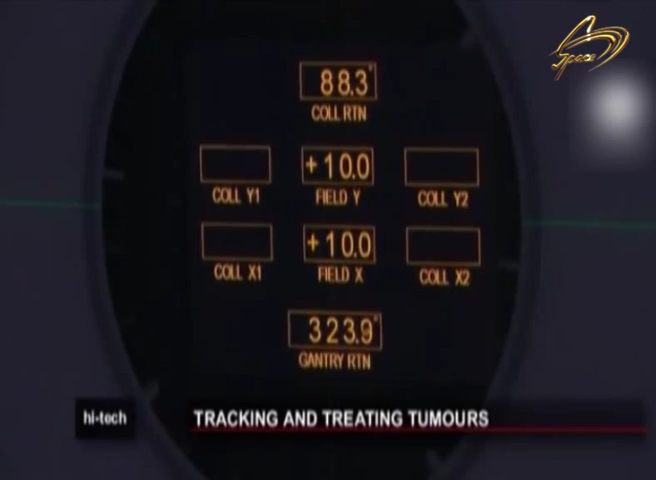 Space
88.3°
COLL RTN
+10.0
COLL Y1 FIELD Y COLL Y2
+10.0
COLL X1 FIELD X COLL X2
323.9°
GANTRY RTN
hi-tech TRACKING AND TREATING TUMOURS